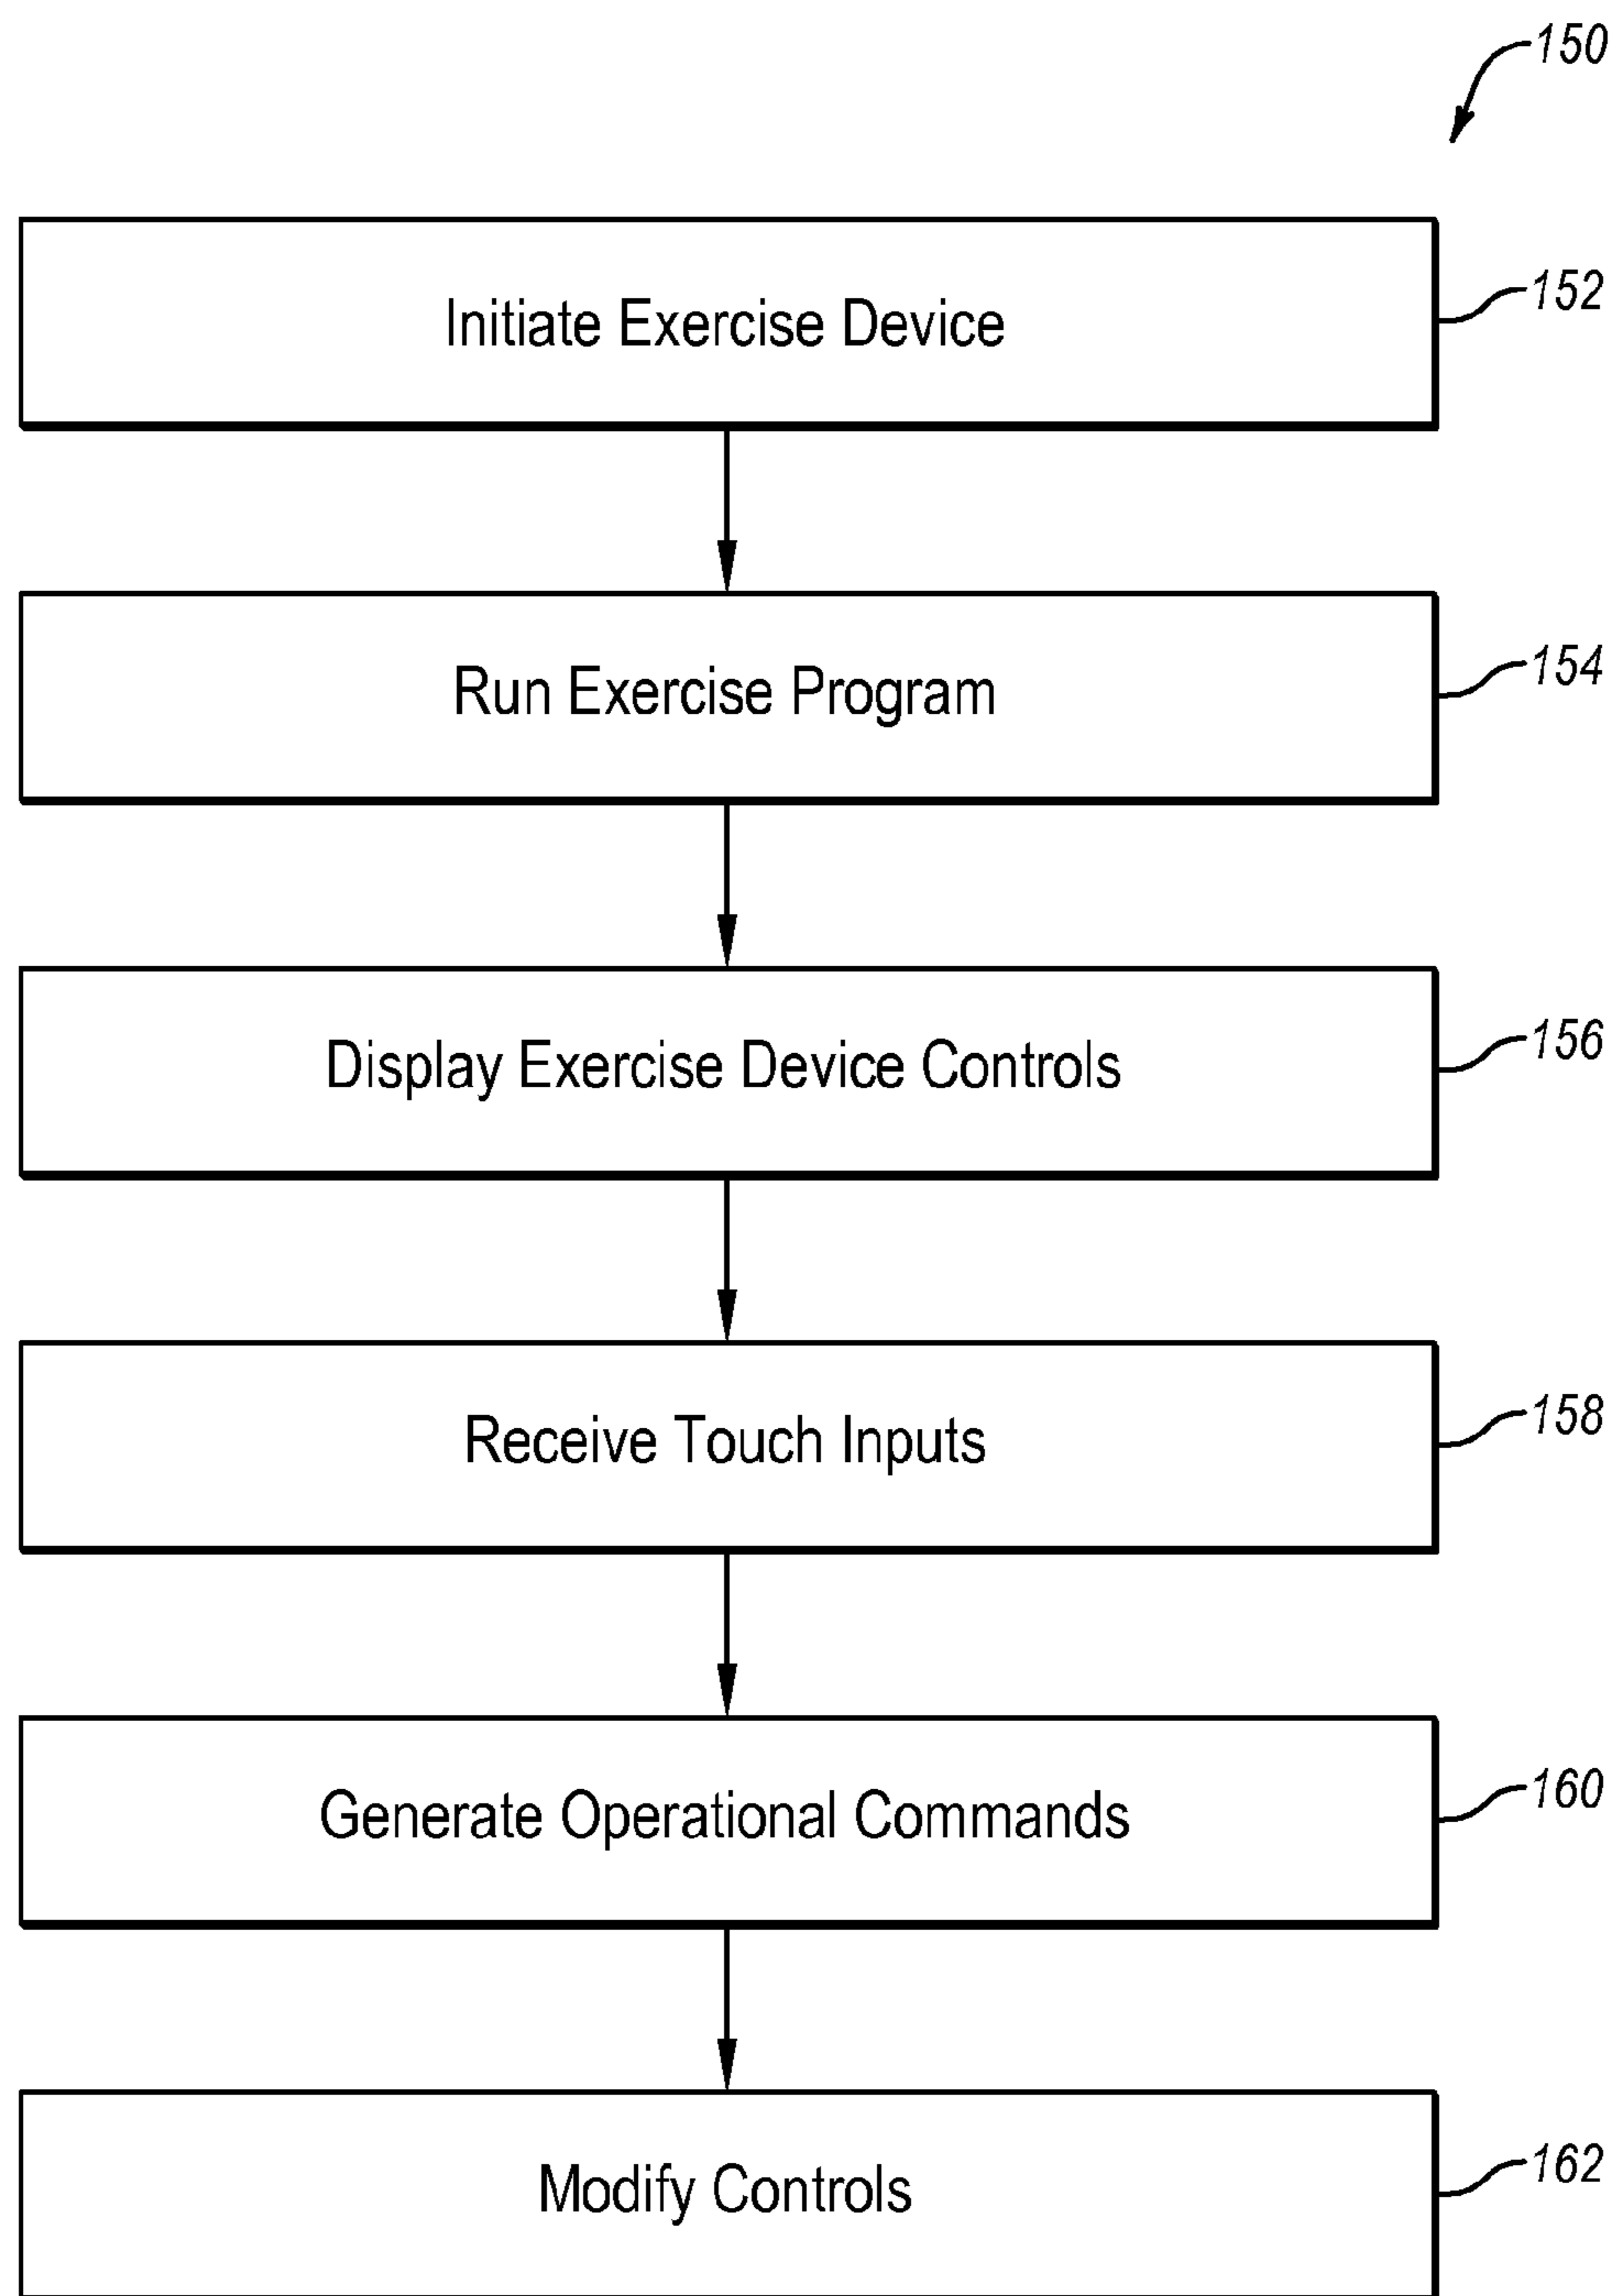 150
Initiate Exercise Device
152
Run Exercise Program
154
Display Exercise Device Controls
156
Receive Touch Inputs
158
Generate Operational Commands
160
Modify Controls
162